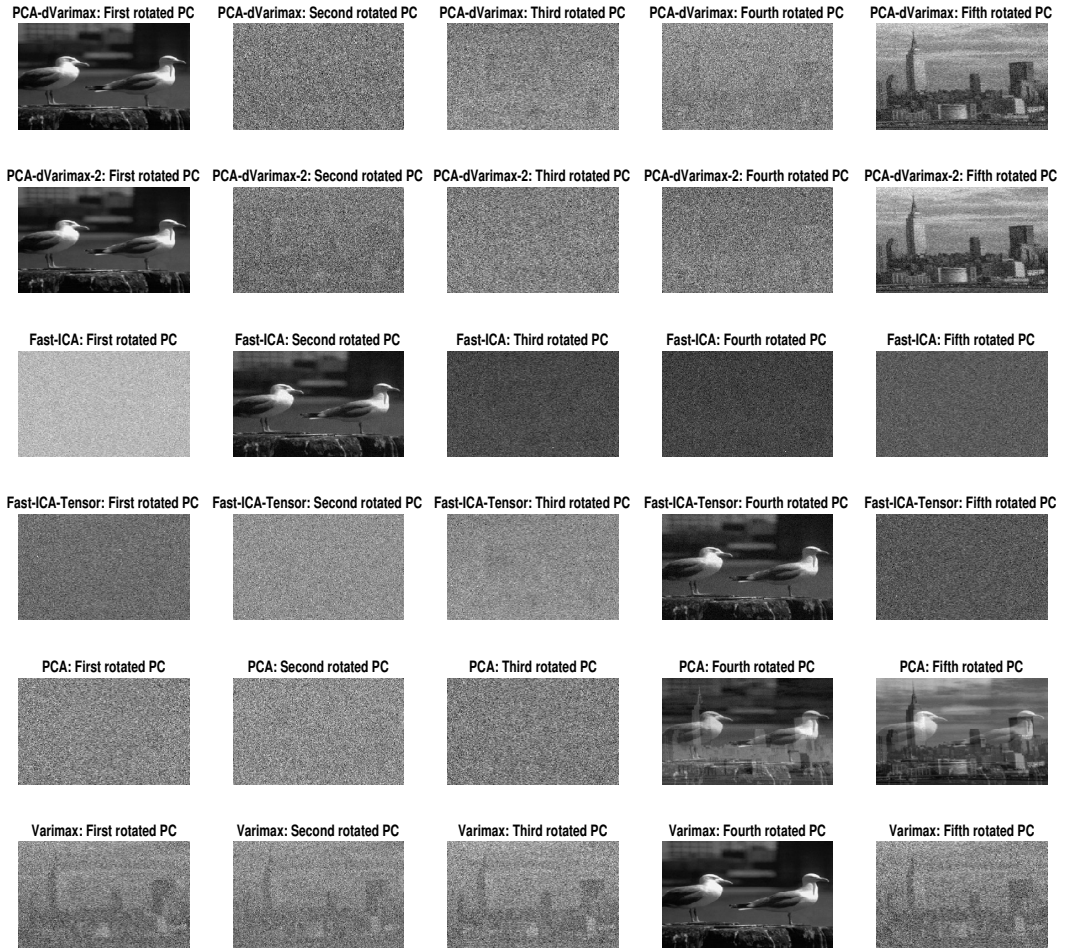 PCA-dVarimax: First rotated PC
PCA-dVarimax: Second rotated PC
PCA-dVarimax: Third rotated PC
PCA-dVarimax: Fourth rotated PC
PCA-dVarimax: Fifth rotated PC
PCA-dVarimax-2: First rotated PC
PCA-dVarimax-2: Second rotated PC
PCA-dVarimax-2: Third rotated PC
PCA-dVarimax-2: Fourth rotated PC
PCA-dVarimax-2: Fifth rotated PC
Fast-ICA: First rotated PC
Fast-ICA: Second rotated PC
Fast-ICA: Third rotated PC
Fast-ICA: Fourth rotated PC
Fast-ICA: Fifth rotated PC
Fast-ICA-Tensor: First rotated PC
Fast-ICA-Tensor: Second rotated PC
Fast-ICA-Tensor: Third rotated PC
Fast-ICA-Tensor: Fourth rotated PC
Fast-ICA-Tensor: Fifth rotated PC
PCA: First rotated PC
PCA: Second rotated PC
PCA: Third rotated PC
PCA: Fourth rotated PC
PCA: Fifth rotated PC
Varimax: First rotated PC
Varimax: Second rotated PC
Varimax: Third rotated PC
Varimax: Fourth rotated PC
Varimax: Fifth rotated PC